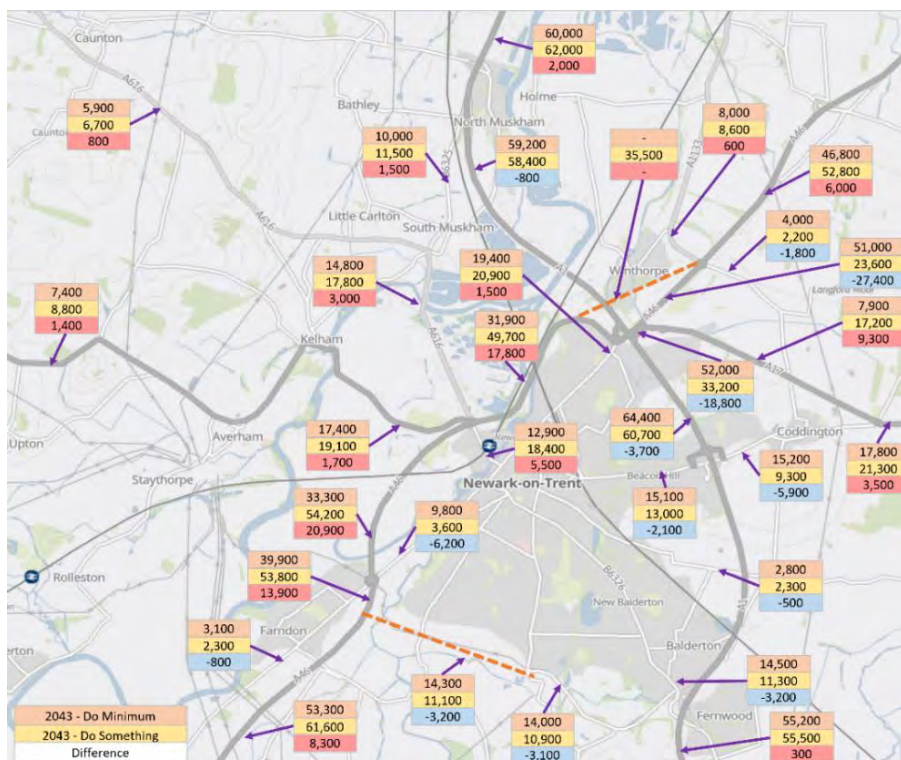 Caunton
A616
Caunton
5,900
6,700
800
Bathley
10,000
11,500
1,500
60,000
62,000
2,000
Holme
North Muskham
59,200
58,400
-800
-
35,500
-
8,000
8,600
600
A1133
A46
46,800
52,800
6,000
Little Carlton
South Muskham
A616
14,800
17,800
3,000
19,400
20,900
1,500
A1
Winthorpe
4,000
2,200
-1,800
51,000
23,600
-27,400
Langford Moor
A46
7,400
8,800
1,400
Kelham
A616
31,900
49,700
17,800
7,900
17,200
9,300
A17
52,000
33,200
-18,800
Upton
Averham
Staythorpe
17,400
19,100
1,700
12,900
18,400
5,500
Newark-on-Trent
64,400
60,700
-3,700
Beacon Hill
Coddington
15,200
9,300
-5,900
17,800
21,300
3,500
A46
33,300
54,200
20,900
9,800
3,600
-6,200
15,100
13,000
-2,100
Rolleston
39,900
53,800
13,900
B6326
New Balderton
2,800
2,300
-500
A1
Farndon
3,100
2,300
-800
A46
Balderton
14,300
11,100
-3,200
14,500
11,300
-3,200
Fernwood
53,300
61,600
8,300
14,000
10,900
-3,100
55,200
55,500
300
2043 - Do Minimum
2043 - Do Something
Difference